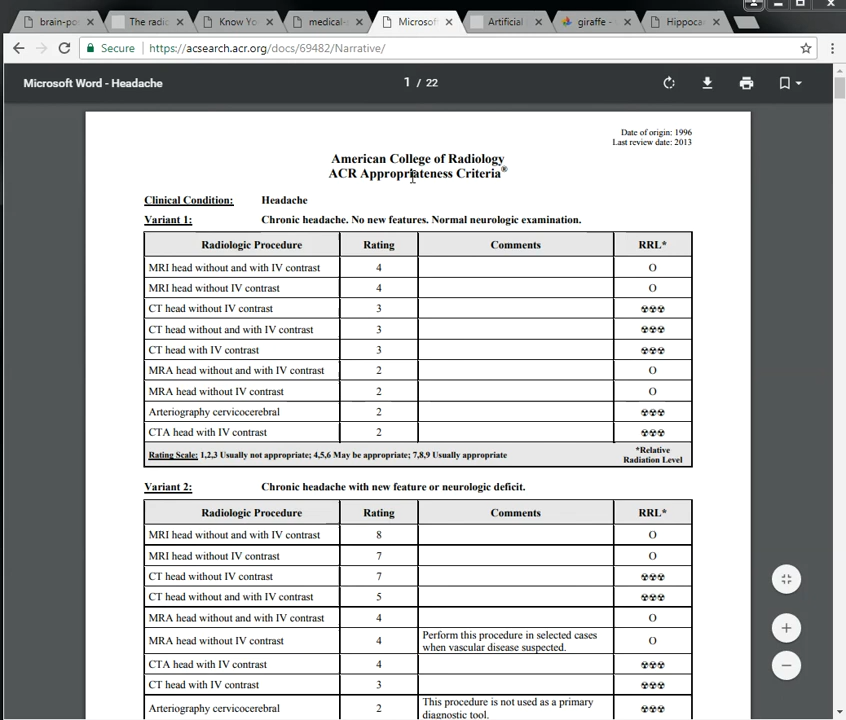 brain-po
The radic
Know Yo
medical-
Microsof
Artificial
giraffe -
Hippoca
Secure https://acsearch.acr.org/docs/69482/Narrative/
Microsoft Word - Headache 1 / 22
Date of origin: 1996
Last review date: 2013
American College of Radiology
ACR Appropriateness Criteria®
Clinical Condition: Headache
Variant 1: Chronic headache. No new features. Normal neurologic examination.
Radiologic Procedure Rating Comments RRL*
MRI head without and with IV contrast 4 O
MRI head without IV contrast 4 O
CT head without IV contrast 3 ☢☢☢
CT head without and with IV contrast 3 ☢☢☢
CT head with IV contrast 3 ☢☢☢
MRA head without and with IV contrast 2 O
MRA head without IV contrast 2 O
Arteriography cervicocerebral 2 ☢☢☢
CTA head with IV contrast 2 ☢☢☢
Rating Scale: 1,2,3 Usually not appropriate; 4,5,6 May be appropriate; 7,8,9 Usually appropriate
*Relative
Radiation Level
Variant 2: Chronic headache with new feature or neurologic deficit.
Radiologic Procedure Rating Comments RRL*
MRI head without and with IV contrast 8 O
MRI head without IV contrast 7 O
CT head without IV contrast 7 ☢☢☢
CT head without and with IV contrast 5 ☢☢☢
MRA head without and with IV contrast 4 O
MRA head without IV contrast 4 Perform this procedure in selected cases
when vascular disease suspected. O
CTA head with IV contrast 4 ☢☢☢
CT head with IV contrast 3 ☢☢☢
Arteriography cervicocerebral 2 This procedure is not used as a primary
diagnostic tool. ☢☢☢